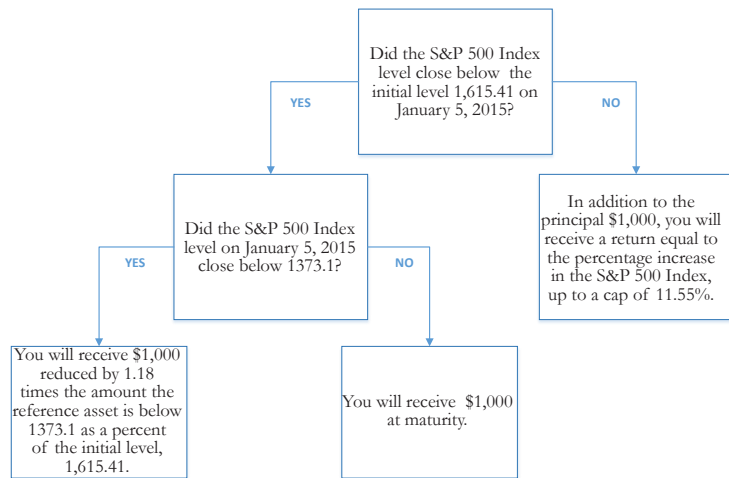 Did the S&P 500 Index
level close below the
initial level 1,615.41 on
January 5, 2015?
YES
NO
Did the S&P 500 Index
level on January 5, 2015
close below 1373.1?
In addition to the
principal $1,000, you will
receive a return equal to
the percentage increase
in the S&P 500 Index,
up to a cap of 11.55%.
YES
NO
You will receive $1,000
reduced by 1.18
times the amount the
reference asset is below
1373.1 as a percent
of the initial level,
1,615.41.
You will receive $1,000
at maturity.